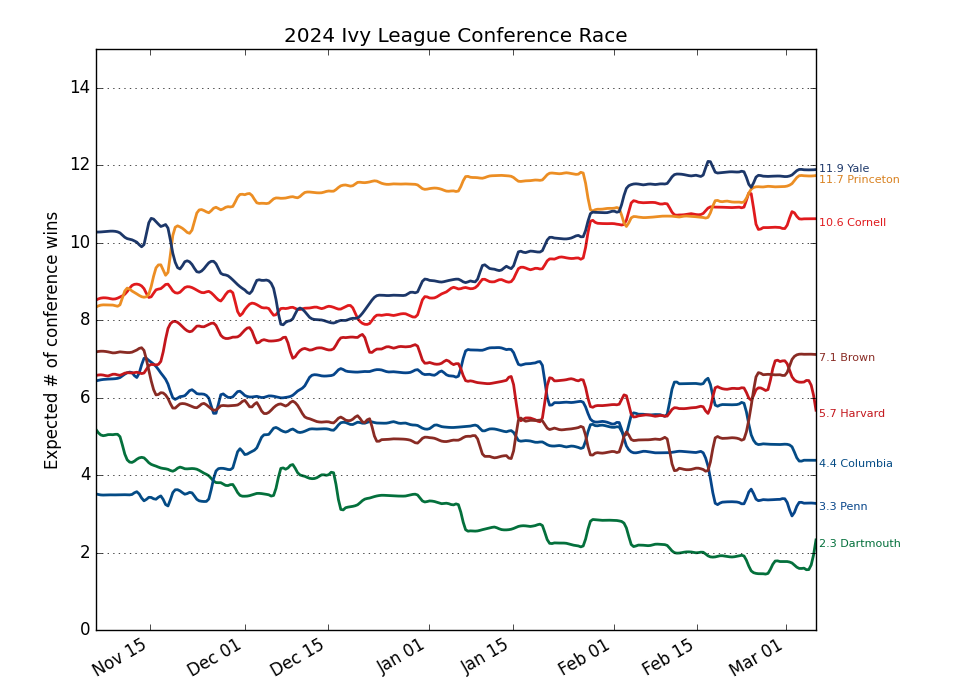 2024 Ivy League Conference Race
Expected # of conference wins
14
12
10
8
6
4
2
0
Nov 15
Dec 01
Dec 15
Jan 01
Jan 15
Feb 01
Feb 15
Mar 01
11.9 Yale
11.7 Princeton
10.6 Cornell
7.1 Brown
5.7 Harvard
4.4 Columbia
3.3 Penn
2.3 Dartmouth